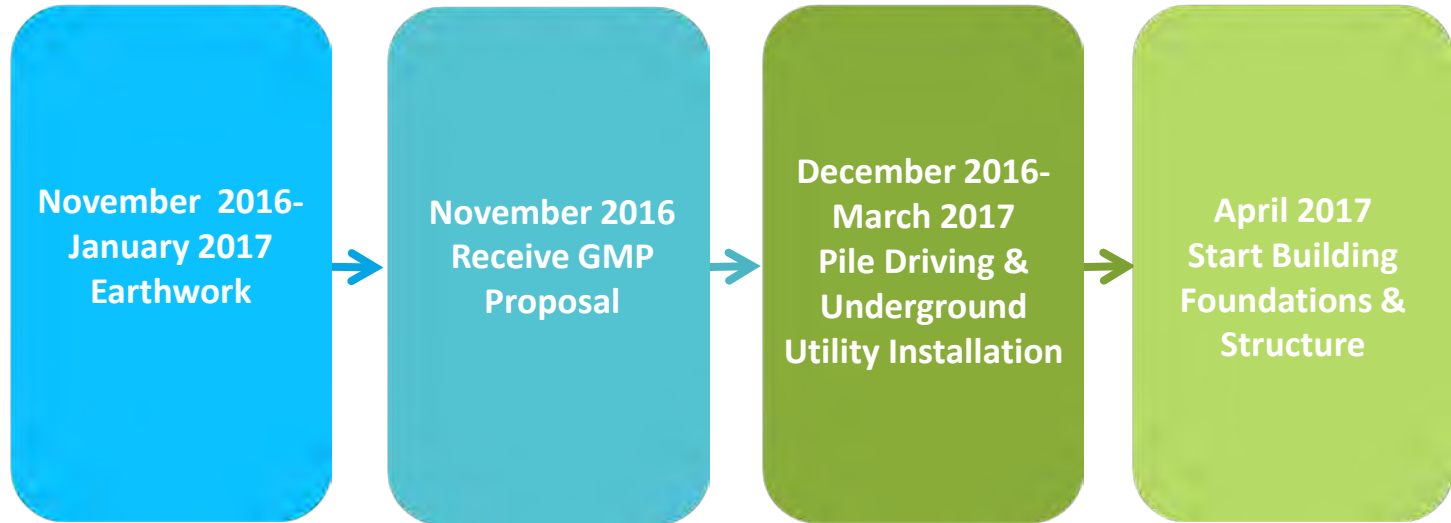 November  2016-
January 2017
Earthwork
November 2016
Receive GMP
Proposal
December 2016-
March 2017
Pile Driving &
Underground
Utility Installation
April 2017
Start Building
Foundations &
Structure